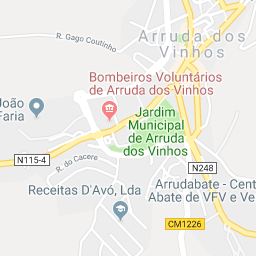 R. Gago Coutinho
Arruda dos
Vinhos
Bombeiros Voluntários
de Arruda dos Vinhos
João
Faria
Jardim
Municipal
de Arruda
dos Vinhos
N115-4
R. do Cacere
N248
Receitas D'Avó, Lda
Arrudabate - Cent
Abate de VFV e Ve
CM1226